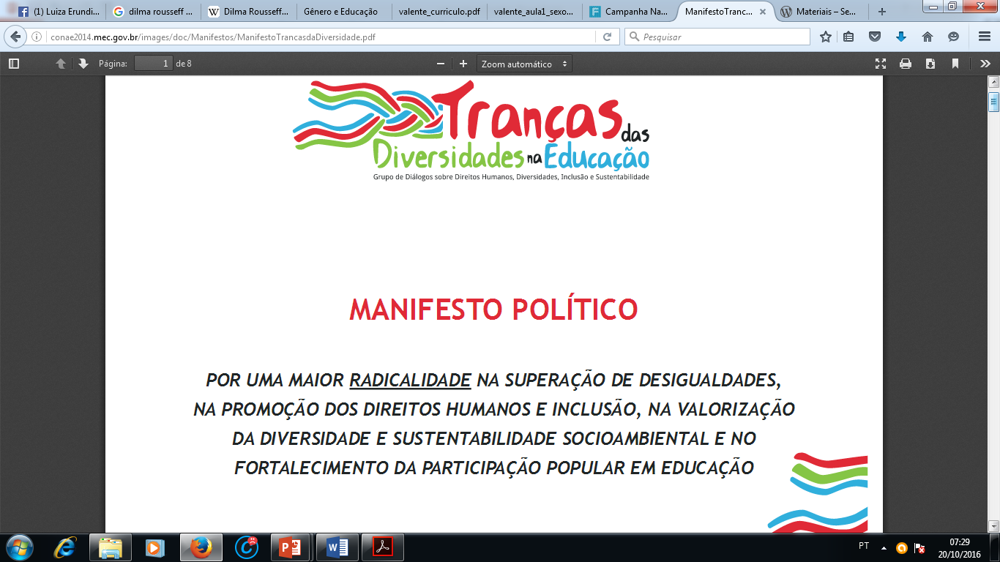 (1) Luiza Erundi...
dilma rousseff ...
Dilma Rousseff...
Gênero e Educação
valente_curriculo.pdf
valente_aula1_sexo...
Campanha Na...
ManifestoTranc...
Materiais – Se...
conae2014.mec.gov.br/images/doc/Manifestos/ManifestoTrancasdaDiversidade.pdf
Pesquisar
Página: 1 de 8
Zoom automático
Tranças das
Diversidades na Educação
Grupo de Diálogos sobre Direitos Humanos, Diversidades, Inclusão e Sustentabilidade
MANIFESTO POLÍTICO
POR UMA MAIOR RADICALIDADE NA SUPERAÇÃO DE DESIGUALDADES,
NA PROMOÇÃO DOS DIREITOS HUMANOS E INCLUSÃO, NA VALORIZAÇÃO
DA DIVERSIDADE E SUSTENTABILIDADE SOCIOAMBIENTAL E NO
FORTALECIMENTO DA PARTICIPAÇÃO POPULAR EM EDUCAÇÃO
PT
07:29
20/10/2016